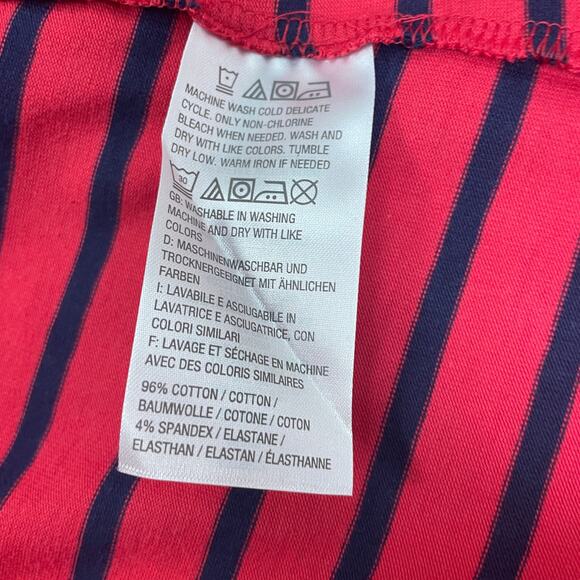 MACHINE WASH COLD DELICATE
CYCLE. ONLY NON-CHLORINE
BLEACH WHEN NEEDED. WASH AND
DRY WITH LIKE COLORS. TUMBLE
DRY LOW. WARM IRON IF NEEDED
30
GB: WASHABLE IN WASHING
MACHINE AND DRY WITH LIKE
COLORS
D: MASCHINENWASCHBAR UND
TROCKNERGEEIGNET MIT ÄHNLICHEN
FARBEN
I: LAVABILE E ASCIUGABILE IN
LAVATRICE E ASCIUGATRICE, CON
COLORI SIMILARI
F: LAVAGE ET SÉCHAGE EN MACHINE
AVEC DES COLORIS SIMILAIRES
96% COTTON / COTTON /
BAUMWOLLE / COTONE / COTON
4% SPANDEX / ELASTANE /
ELASTHAN / ELASTAN / ÉLASTHANNE